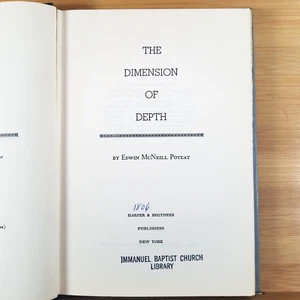 THE
DIMENSION
OF
DEPTH
BY EDWIN MCNEILL POTEAT
1806
HARPER & BROTHERS
PUBLISHERS
NEW YORK
IMMANUEL BAPTIST CHURCH
LIBRARY